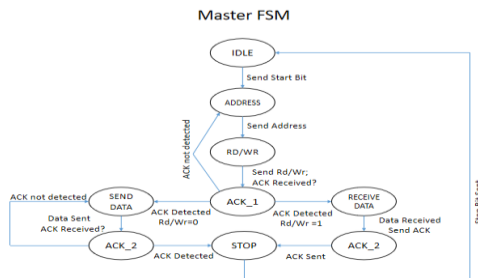 Master FSM
IDLE
Send Start Bit
ADDRESS
Send Address
ACK not detected
RD/WR
Send Rd/Wr;
ACK Received?
ACK not detected
SEND
DATA
ACK_1
RECEIVE
DATA
ACK Detected
Rd/Wr=0
ACK Detected
Rd/Wr =1
Data Sent
ACK Received?
Data Received
Send ACK
ACK_2
ACK Detected
STOP
ACK Sent
ACK_2